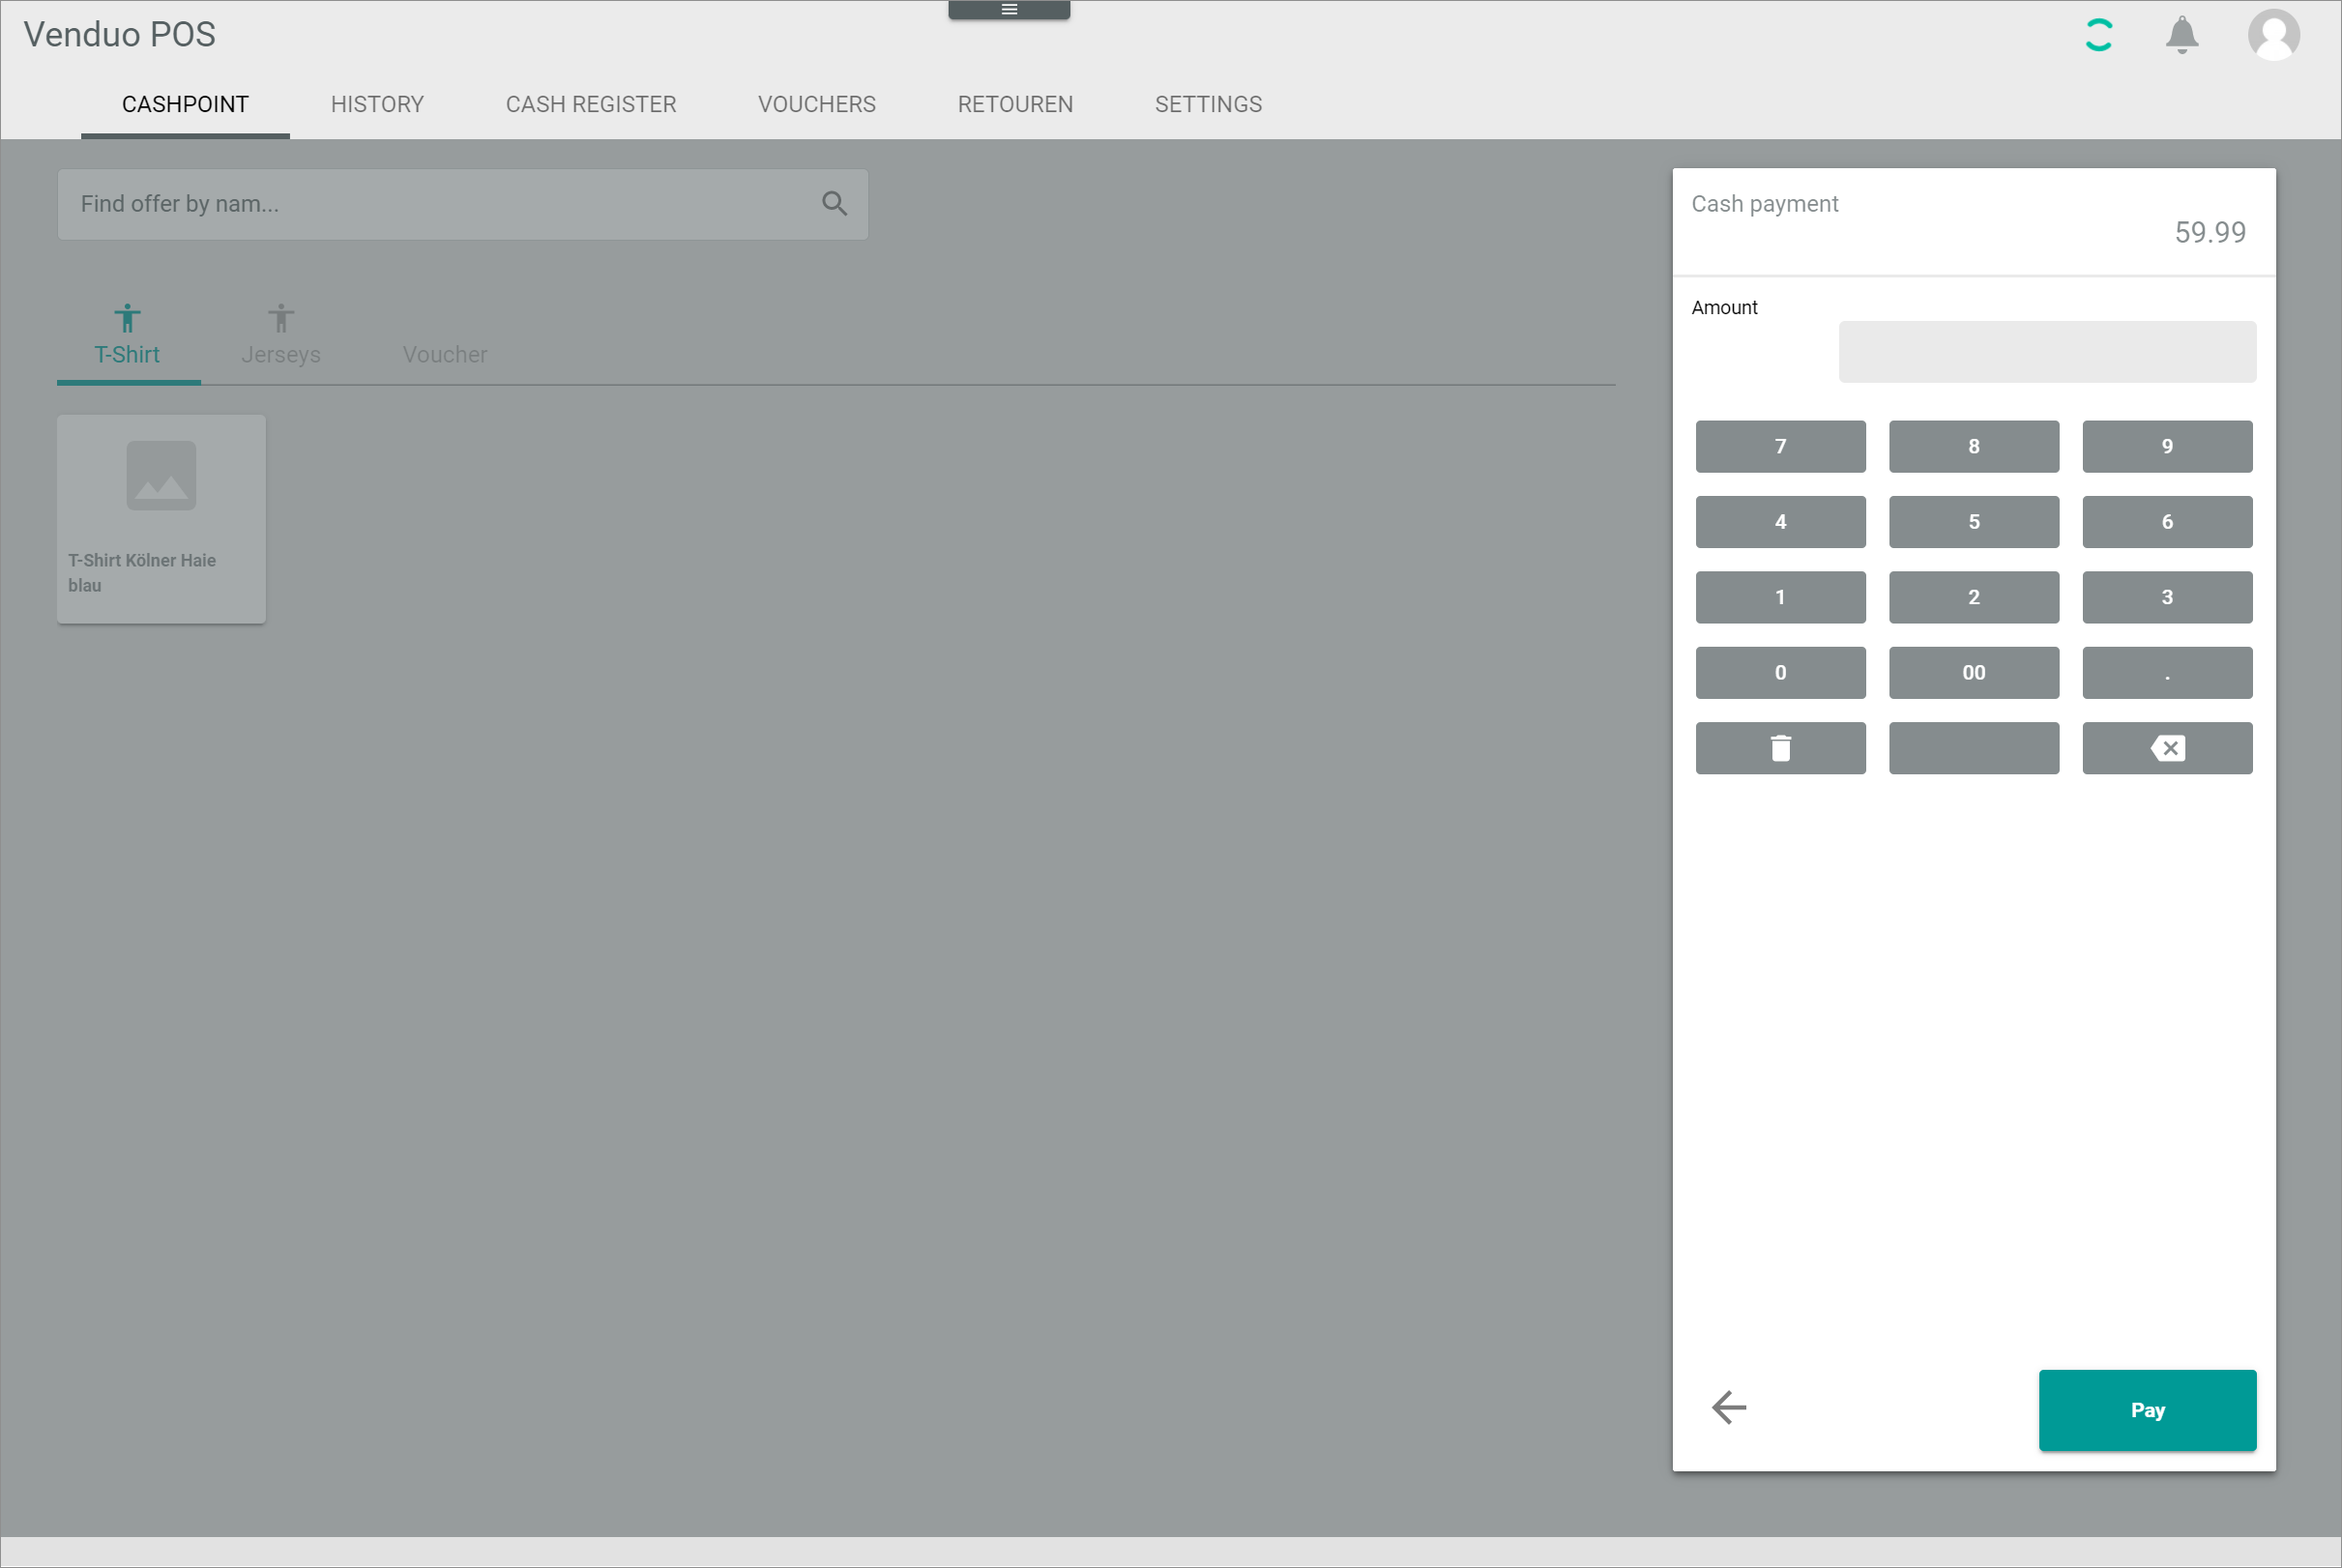 Venduo POS
CASHPOINT HISTORY CASH REGISTER VOUCHERS RETOUREN SETTINGS
Find offer by nam...
T-Shirt Jerseys Voucher
T-Shirt Kölner Haie
blau
Cash payment
59.99
Amount
7 8 9
4 5 6
1 2 3
0 00 .
Pay